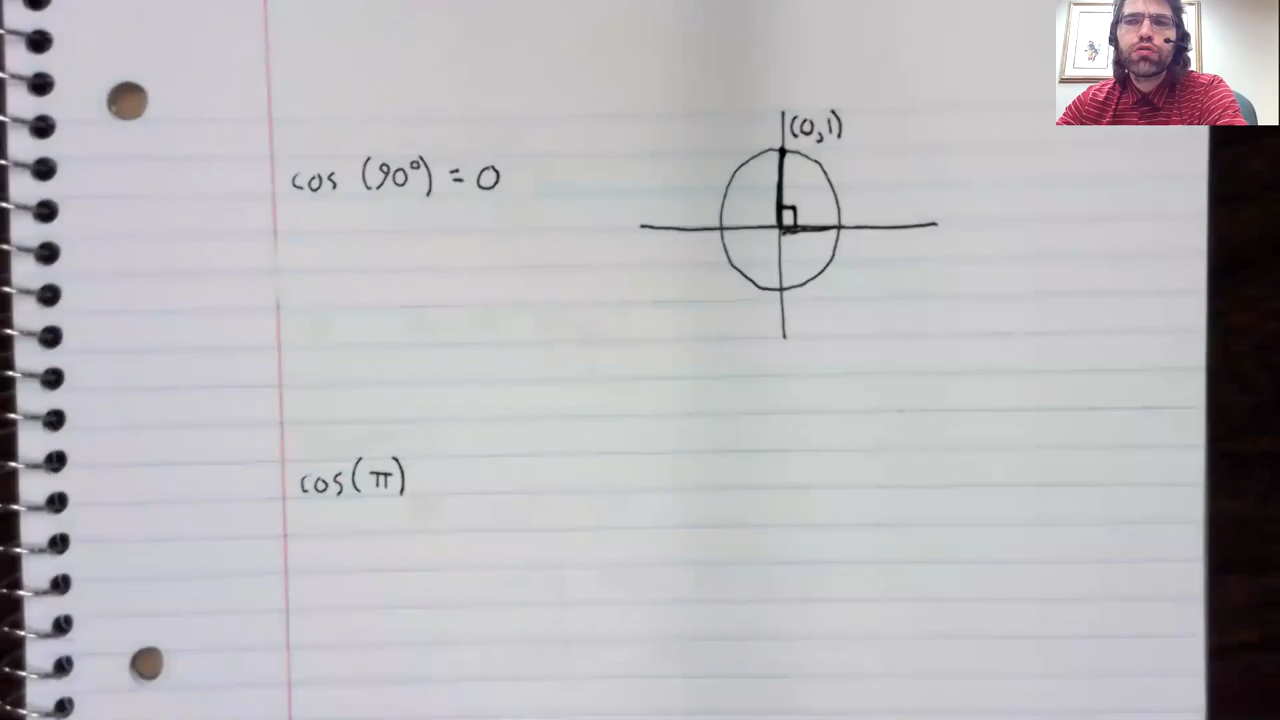 (0,1)
cos (90°) = 0
cos(π)